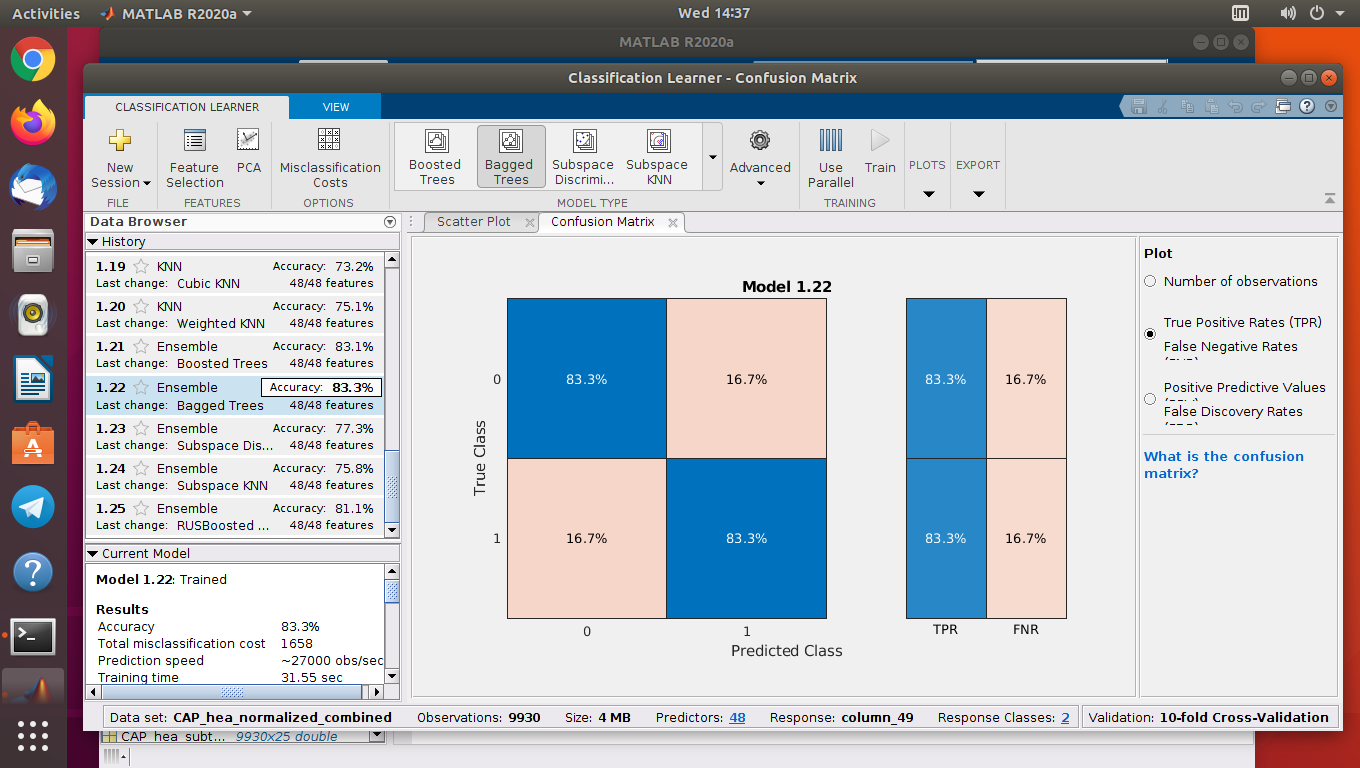 Activities MATLAB R2020a Wed 14:37
MATLAB R2020a
Classification Learner - Confusion Matrix
CLASSIFICATION LEARNER VIEW
New Session
Feature Selection
PCA
Misclassification Costs
Boosted Trees
Bagged Trees
Subspace Discrimi...
Subspace KNN
Advanced
Use Parallel
Train
PLOTS
EXPORT
FILE FEATURES OPTIONS MODEL TYPE TRAINING
Data Browser
Scatter Plot Confusion Matrix
History
1.19 KNN Accuracy: 73.2%
Last change: Cubic KNN 48/48 features
1.20 KNN Accuracy: 75.1%
Last change: Weighted KNN 48/48 features
1.21 Ensemble Accuracy: 83.1%
Last change: Boosted Trees 48/48 features
1.22 Ensemble Accuracy: 83.3%
Last change: Bagged Trees 48/48 features
1.23 Ensemble Accuracy: 77.3%
Last change: Subspace Dis... 48/48 features
1.24 Ensemble Accuracy: 75.8%
Last change: Subspace KNN 48/48 features
1.25 Ensemble Accuracy: 81.1%
Last change: RUSBoosted ... 48/48 features
Current Model
Model 1.22: Trained
Results
Accuracy 83.3%
Total misclassification cost 1658
Prediction speed ~27000 obs/sec
Training time 31.55 sec
Model 1.22
True Class
0 83.3% 16.7% 83.3% 16.7%
1 16.7% 83.3% 83.3% 16.7%
0 1 TPR FNR
Predicted Class
Plot
Number of observations
True Positive Rates (TPR)
False Negative Rates
Positive Predictive Values
False Discovery Rates
What is the confusion
matrix?
Data set: CAP_hea_normalized_combined Observations: 9930 Size: 4 MB Predictors: 48 Response: column_49 Response Classes: 2 Validation: 10-fold Cross-Validation
CAP_hea_subt... 9930x25 double